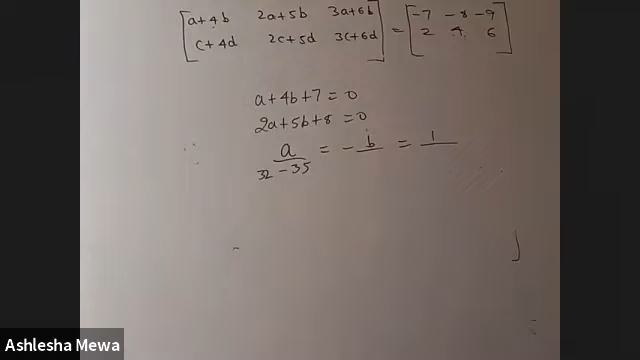 [a+4b 2a+5b 3a+6b] = [-7 -8 -9]
[c+4d 2c+5d 3c+6d] [2 4 6]
a+4b+7=0
2a+5b+8=0
∴ a/(32-35) = -b/ = 1/
Ashlesha Mewa